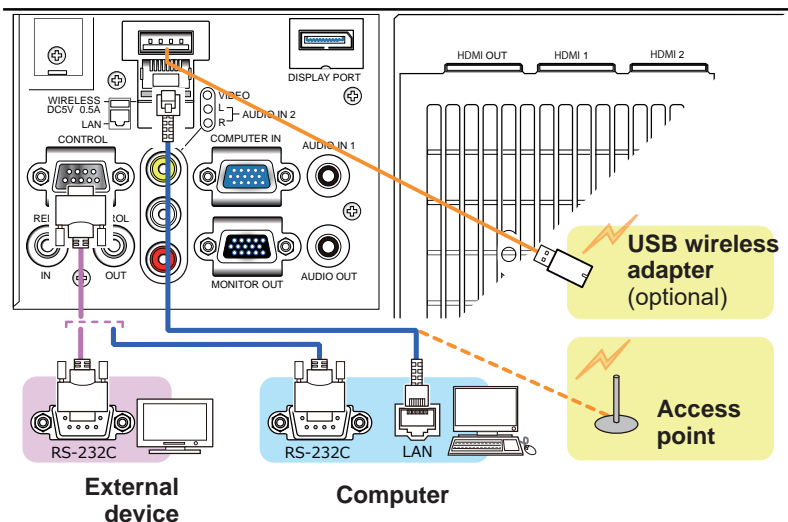 HDMI OUT
HDMI 1
HDMI 2
DISPLAY PORT
WIRELESS
DC5V 0.5A
LAN
VIDEO
L
R
AUDIO IN 2
CONTROL
COMPUTER IN
AUDIO IN 1
RE
ROL
IN
OUT
MONITOR OUT
AUDIO OUT
USB wireless
adapter
(optional)
Access
point
RS-232C
RS-232C
LAN
External
device
Computer